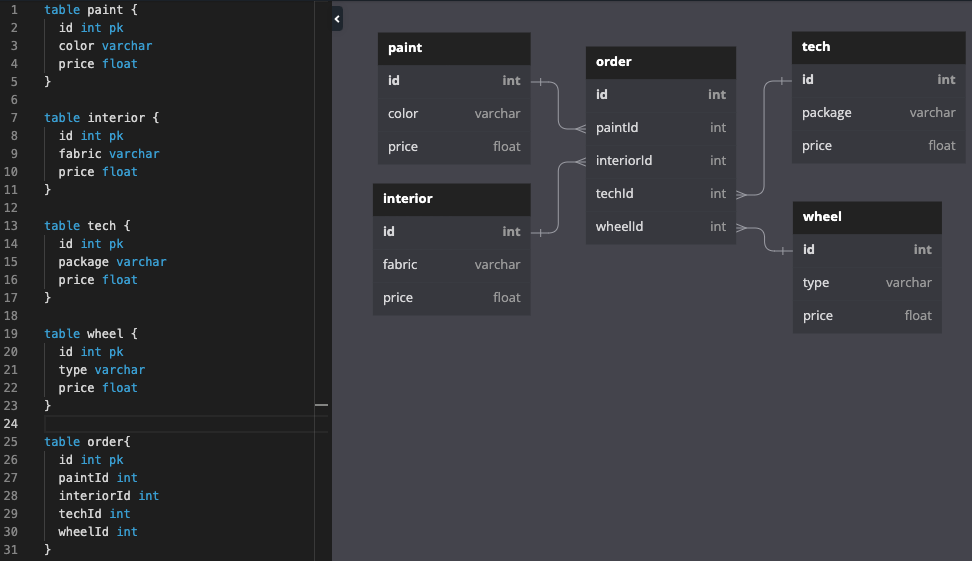 1 table paint {
2 id int pk
3 color varchar
4 price float
5 }
6
7 table interior {
8 id int pk
9 fabric varchar
10 price float
11 }
12
13 table tech {
14 id int pk
15 package varchar
16 price float
17 }
18
19 table wheel {
20 id int pk
21 type varchar
22 price float
23 }
24
25 table order{
26 id int pk
27 paintId int
28 interiorId int
29 techId int
30 wheelId int
31 }
paint
id int
color varchar
price float
interior
id int
fabric varchar
price float
order
id int
paintId int
interiorId int
techId int
wheelId int
tech
id int
package varchar
price float
wheel
id int
type varchar
price float